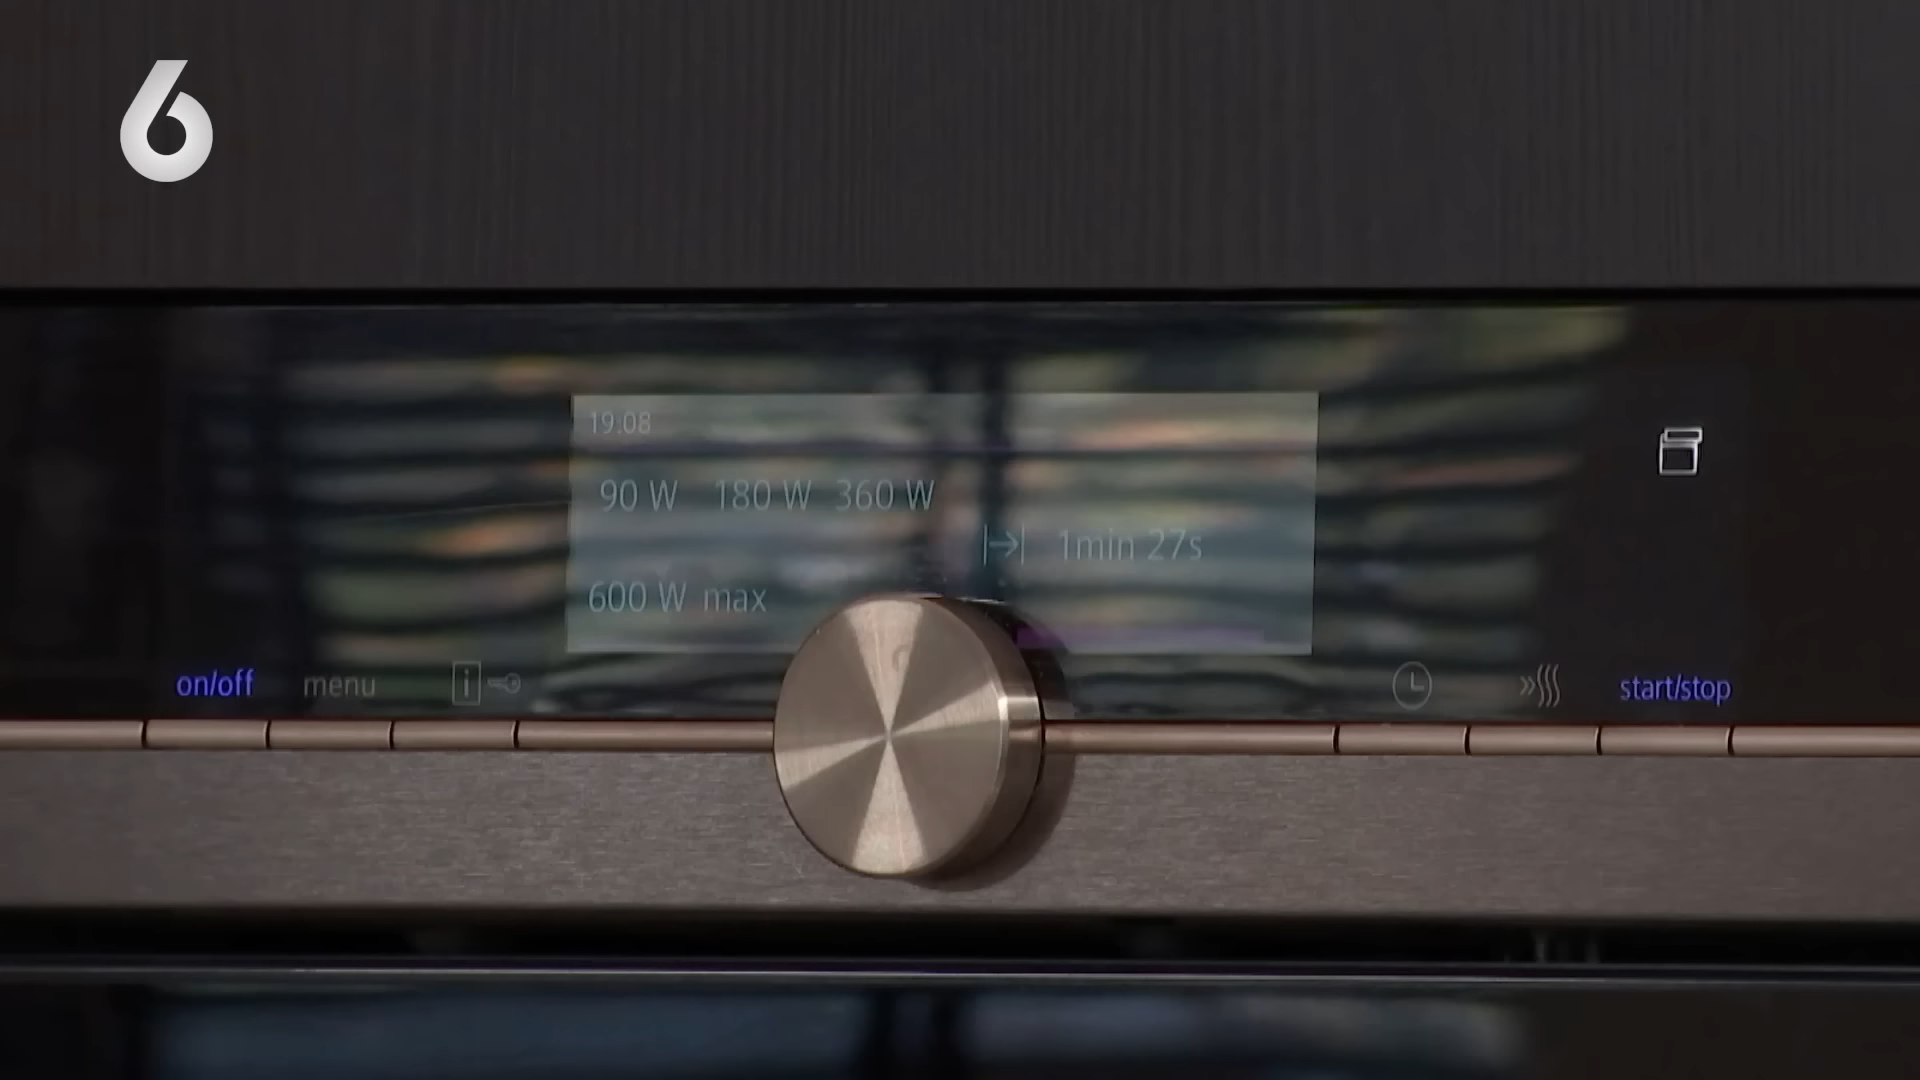 6
19:08
90 W 180 W 360 W
1min 27s
600 W max
on/off menu i start/stop